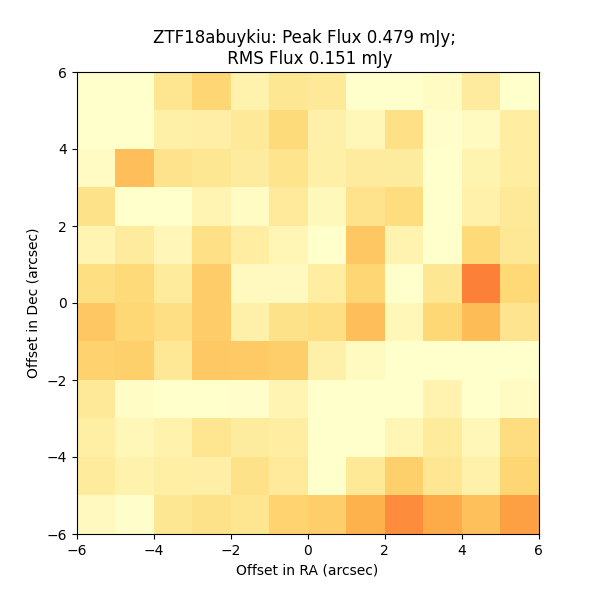 ZTF18abuykiu: Peak Flux 0.479 mJy;
RMS Flux 0.151 mJy
6
4
2
0
−2
−4
−6
Offset in Dec (arcsec)
−6 −4 −2 0 2 4 6
Offset in RA (arcsec)